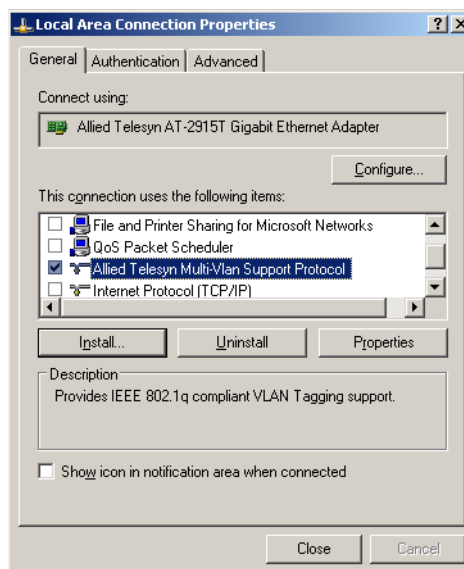 Local Area Connection Properties
General Authentication Advanced
Connect using:
Allied Telesyn AT-2915T Gigabit Ethernet Adapter
Configure...
This connection uses the following items:
File and Printer Sharing for Microsoft Networks
QoS Packet Scheduler
Allied Telesyn Multi-Vlan Support Protocol
Internet Protocol (TCP/IP)
Install... Uninstall Properties
Description
Provides IEEE 802.1q compliant VLAN Tagging support.
Show icon in notification area when connected
Close Cancel